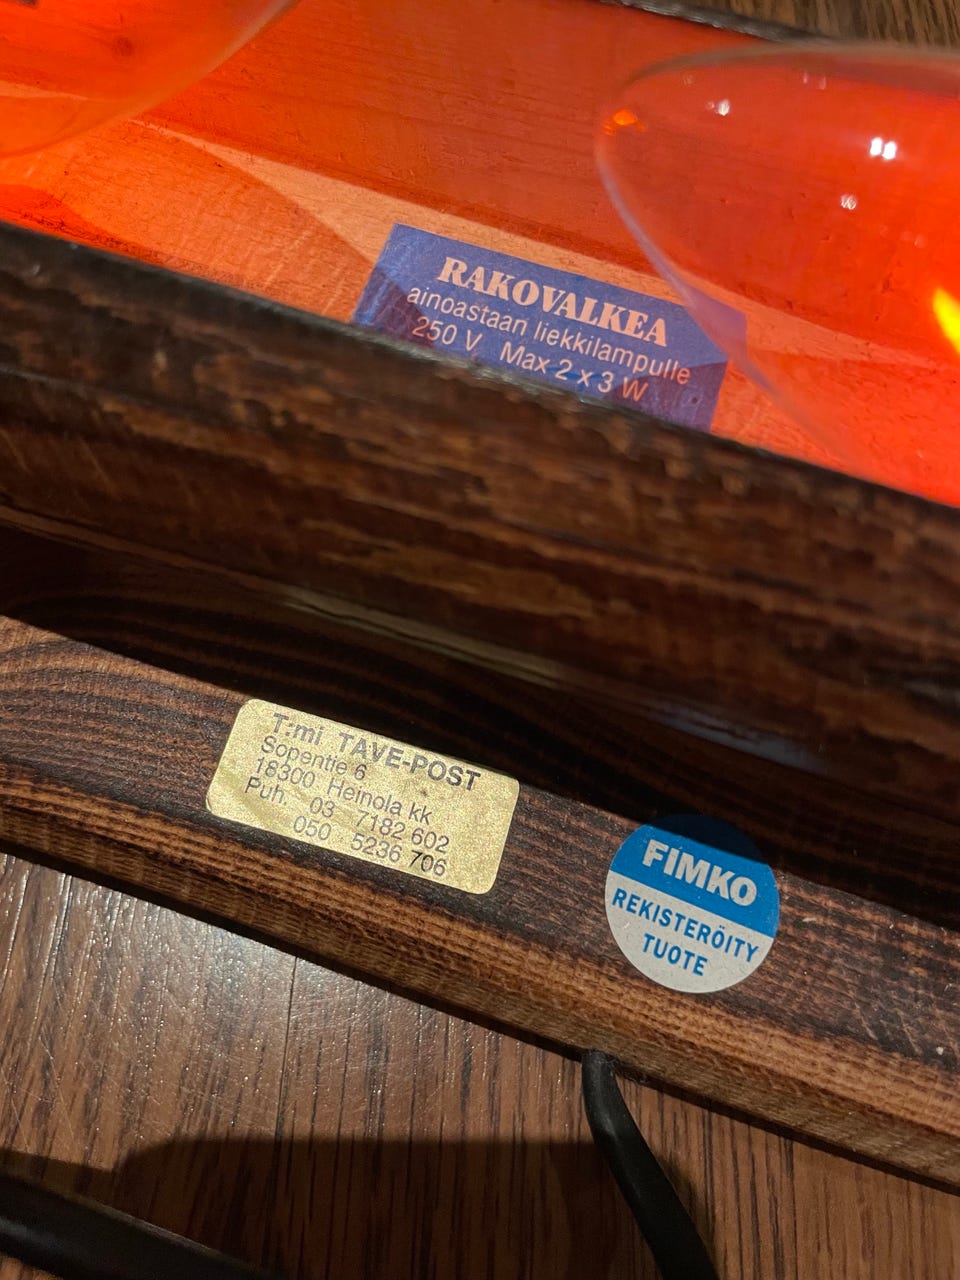 RAKOVALKEA
ainoastaan liekkilampulle
250 V Max 2 x 3 W
T:mi TAVE-POST
Sopentie 6
18300 Heinola kk
Puh. 03 7182 602
050 5236 706
FIMKO
REKISTERÖITY
TUOTE